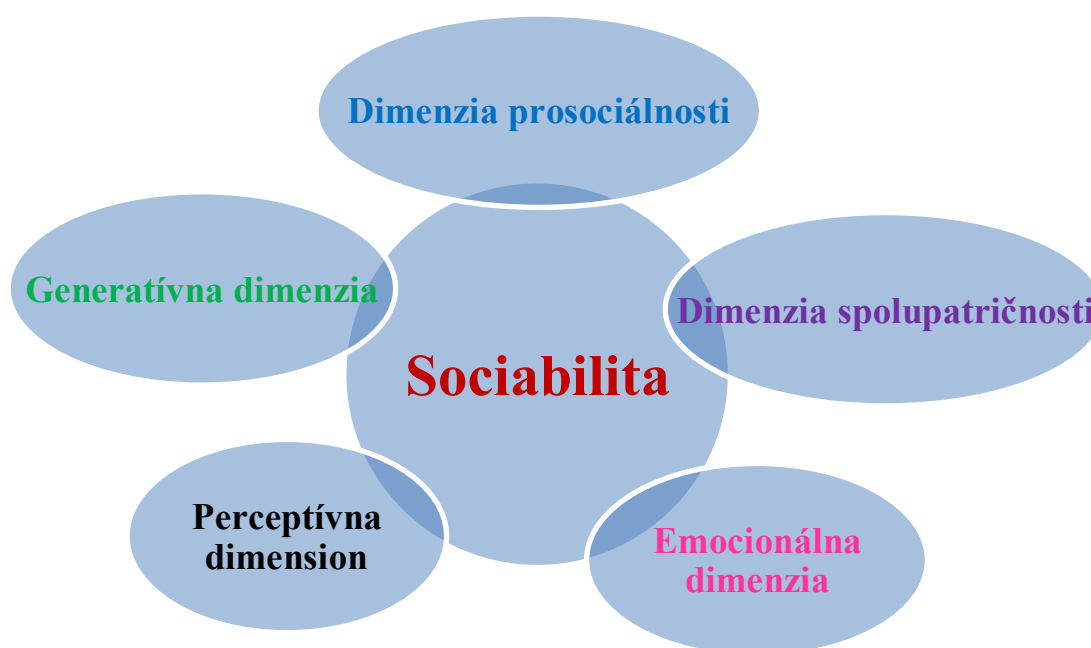 Dimenzia prosociálnosti
Generatívna dimenzia
Dimenzia spolupatričnosti
Sociabilita
Perceptívna
dimension
Emocionálna
dimenzia